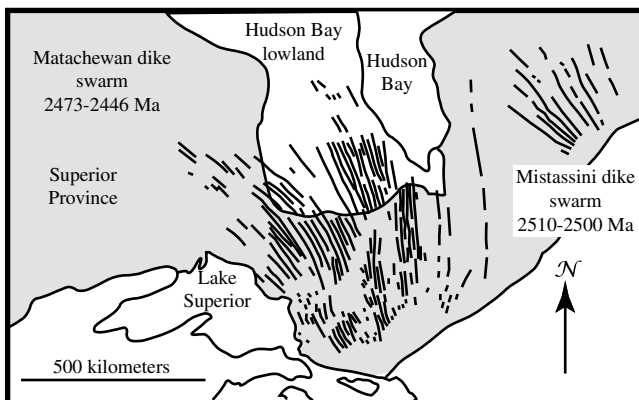 Matachewan dike
swarm
2473-2446 Ma
Hudson Bay
lowland
Hudson
Bay
Superior
Province
Mistassini dike
swarm
2510-2500 Ma
Lake
Superior
N
500 kilometers